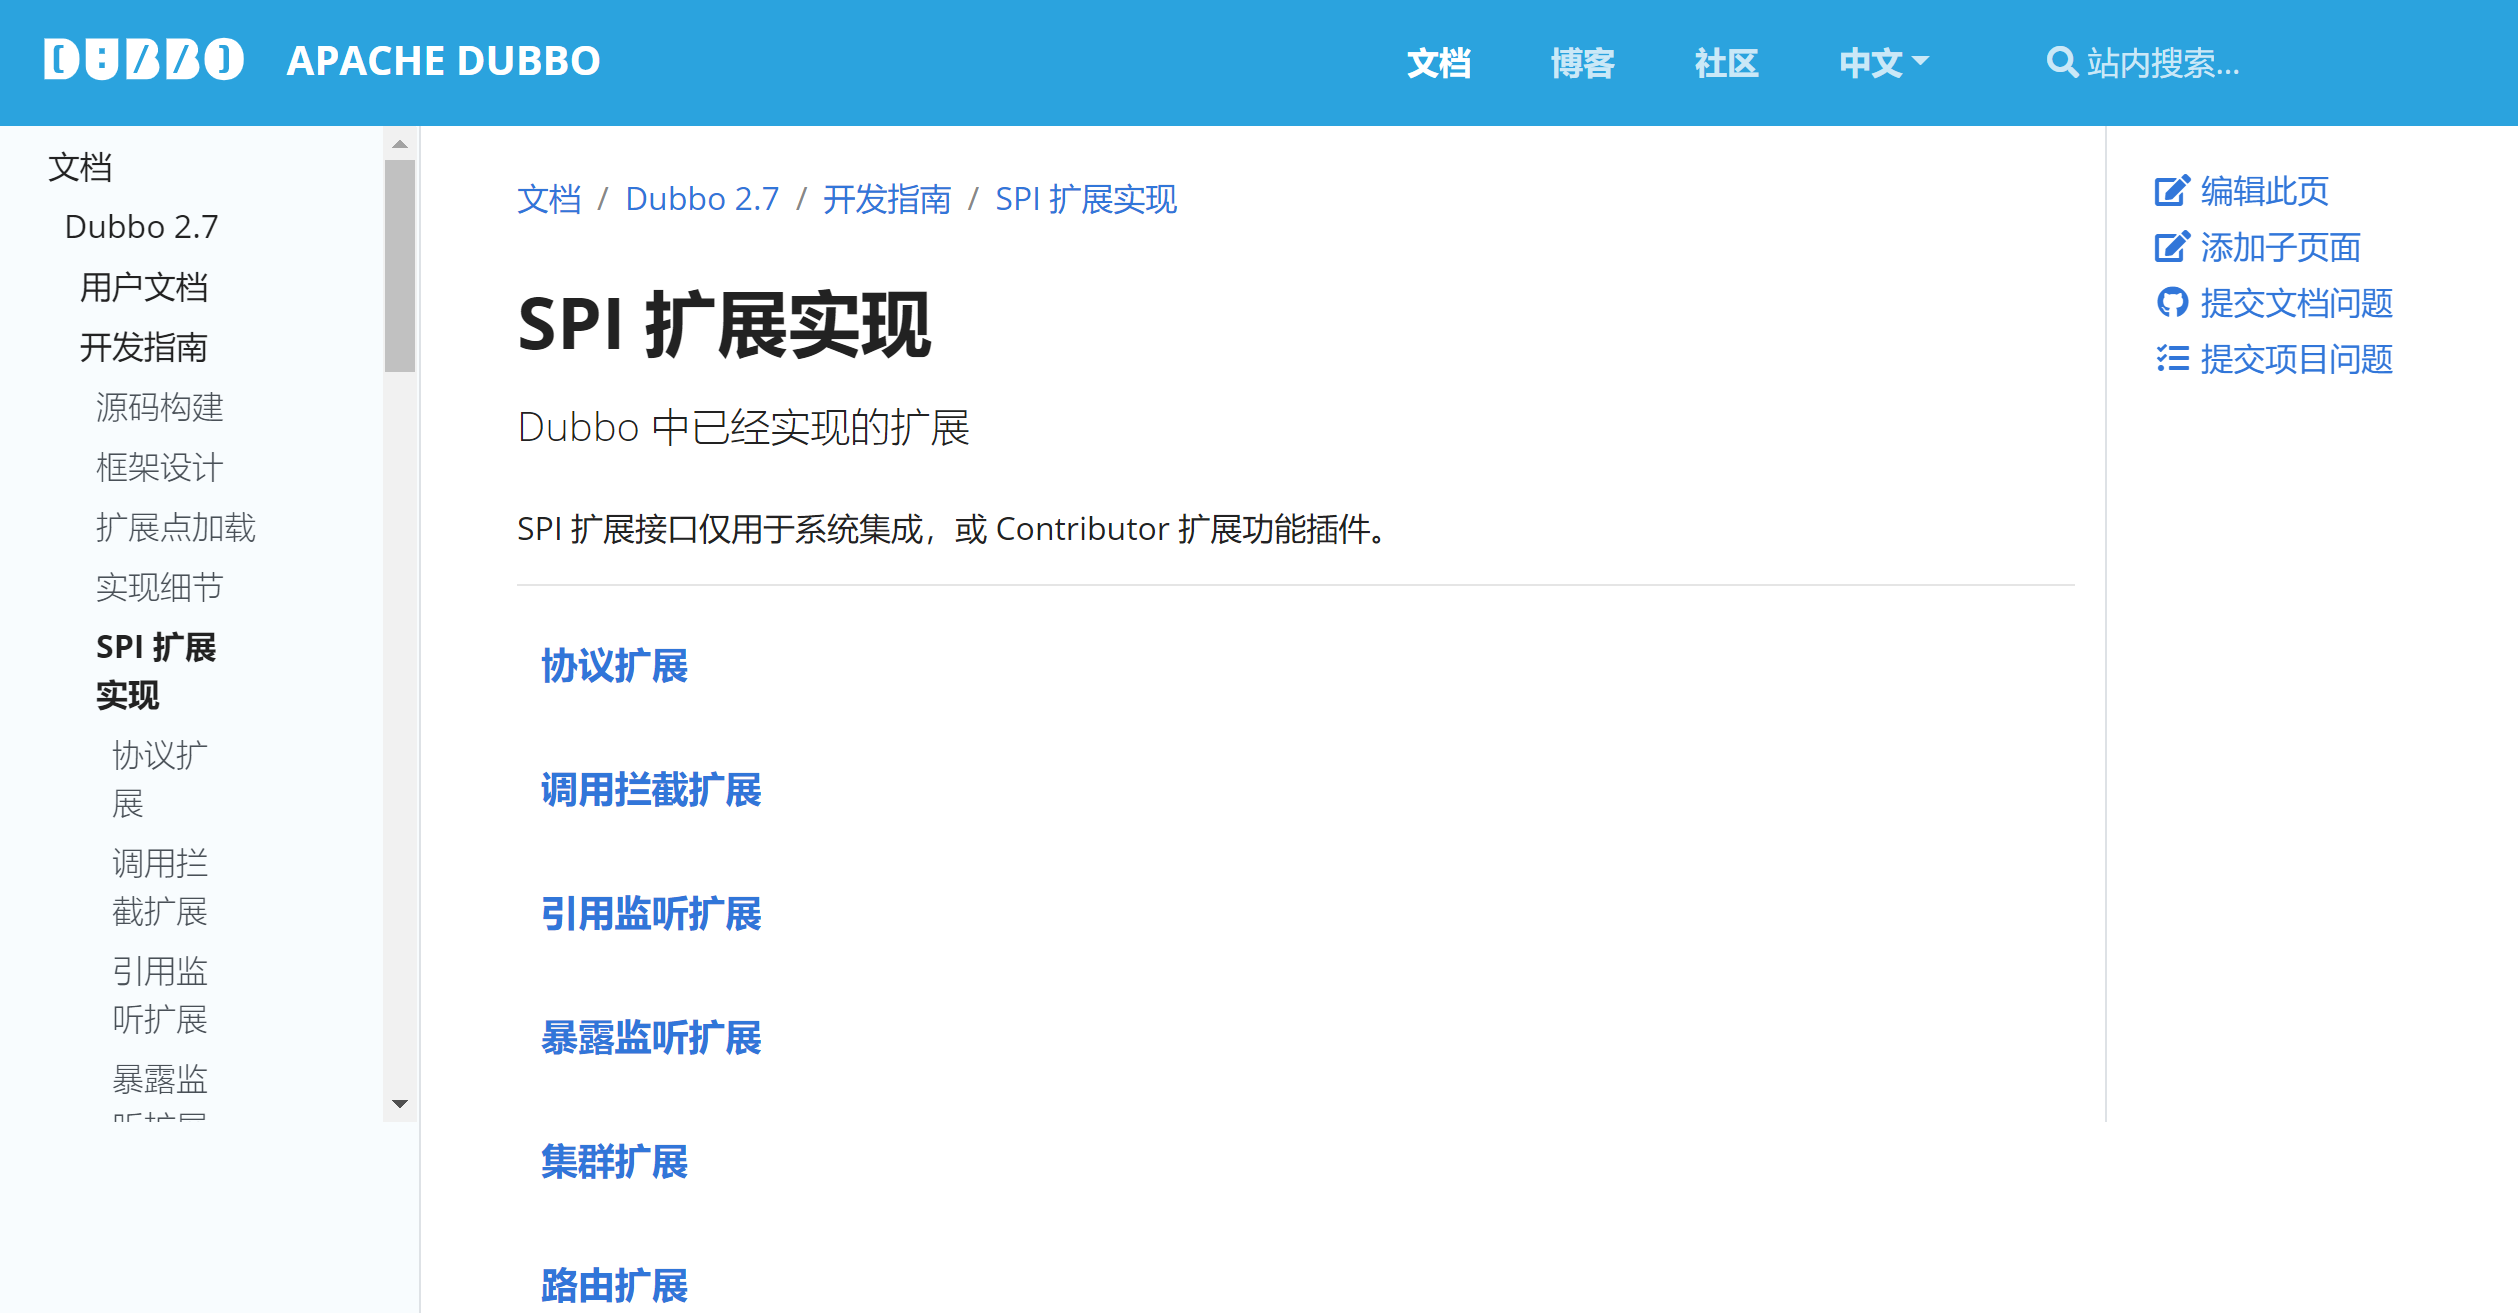 DUBBO APACHE DUBBO 文档 博客 社区 中文 站内搜索...
文档
Dubbo 2.7
用户文档
开发指南
源码构建
框架设计
扩展点加载
实现细节
SPI 扩展
实现
协议扩
展
调用拦
截扩展
引用监
听扩展
暴露监
听扩展
文档 / Dubbo 2.7 / 开发指南 / SPI 扩展实现
SPI 扩展实现
Dubbo 中已经实现的扩展
SPI 扩展接口仅用于系统集成，或 Contributor 扩展功能插件。
协议扩展
调用拦截扩展
引用监听扩展
暴露监听扩展
集群扩展
路由扩展
编辑此页
添加子页面
提交文档问题
提交项目问题